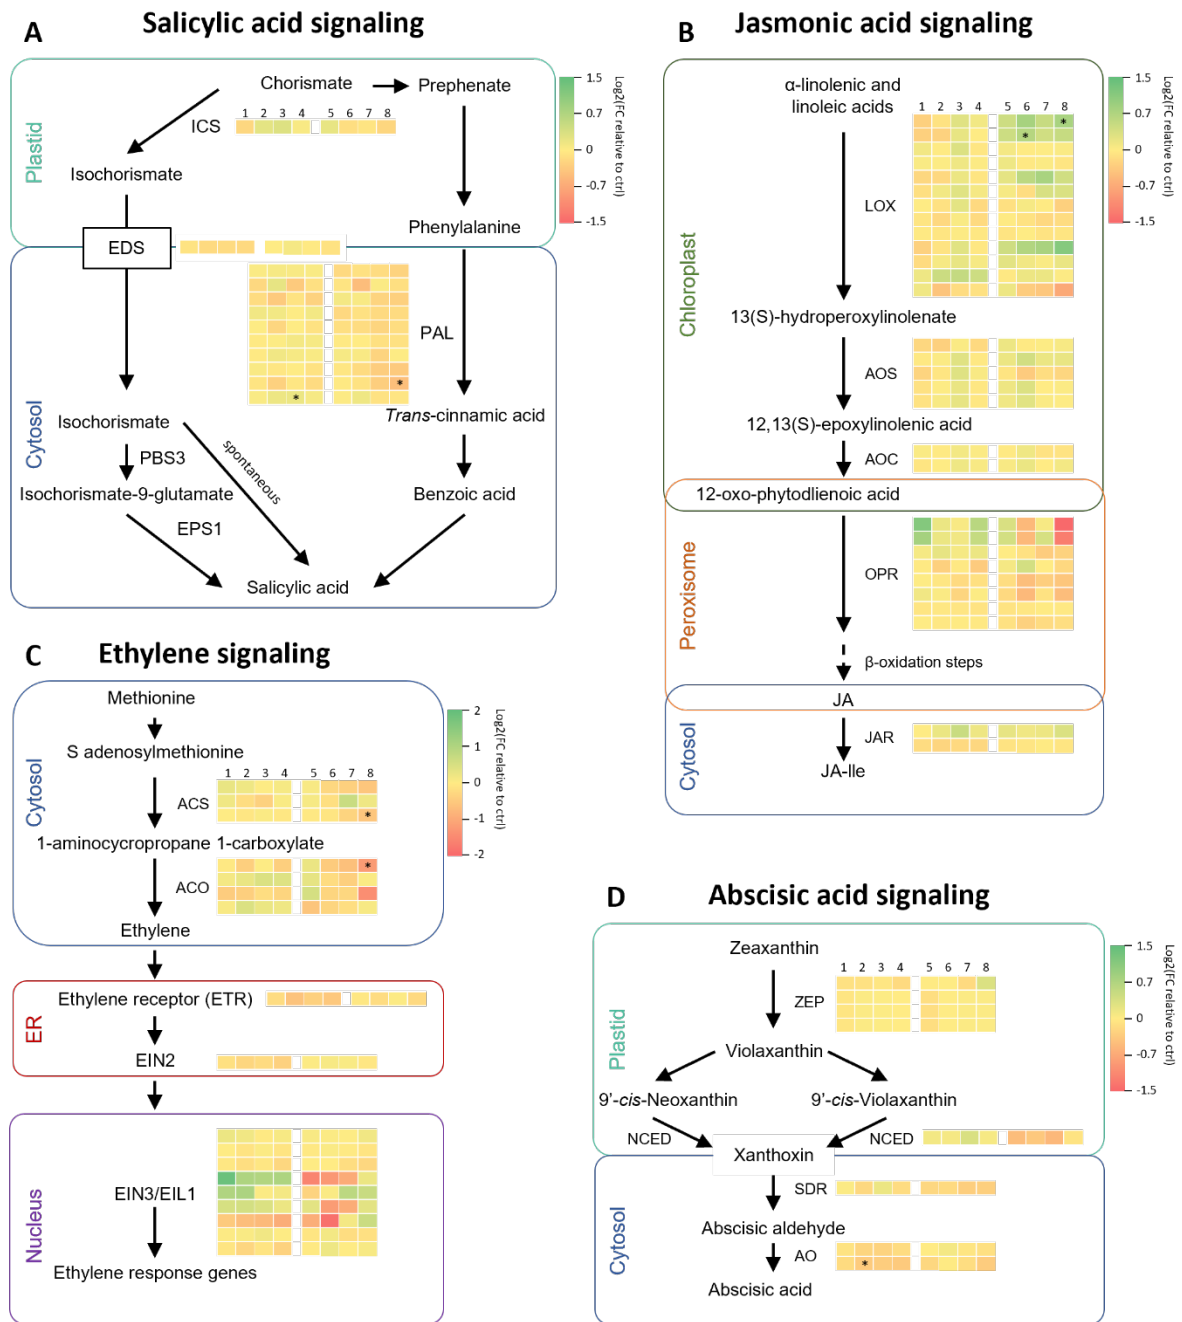 A
Salicylic acid signaling
Plastid
Chorismate
Prephenate
1 2 3 4 5 6 7 8
ICS
Isochorismate
Phenylalanine
EDS
PAL
Cytosol
Isochorismate
Trans-cinnamic acid
PBS3
spontaneous
Isochorismate-9-glutamate
Benzoic acid
EPS1
Salicylic acid
*
*
1.5
0.7
0
-0.7
-1.5
Log2(FC relative to ctrl)
B
Jasmonic acid signaling
Chloroplast
α-linolenic and
linoleic acids
1 2 3 4 5 6 7 8
*
*
LOX
13(S)-hydroperoxylinolenate
AOS
12,13(S)-epoxylinolenic acid
AOC
12-oxo-phytodlienoic acid
Peroxisome
OPR
β-oxidation steps
JA
Cytosol
JAR
JA-Ile
1.5
0.7
0
-0.7
-1.5
Log2(FC relative to ctrl)
C
Ethylene signaling
Cytosol
Methionine
S adenosylmethionine
1 2 3 4 5 6 7 8
ACS
*
1-aminocycropropane 1-carboxylate
*
ACO
Ethylene
ER
Ethylene receptor (ETR)
EIN2
Nucleus
EIN3/EIL1
Ethylene response genes
2
1
0
-1
-2
Log2(FC relative to ctrl)
D
Abscisic acid signaling
Plastid
Zeaxanthin
1 2 3 4 5 6 7 8
ZEP
Violaxanthin
9'-cis-Neoxanthin
9'-cis-Violaxanthin
NCED
NCED
Xanthoxin
Cytosol
SDR
Abscisic aldehyde
AO
*
Abscisic acid
1.5
0.7
0
-0.7
-1.5
Log2(FC relative to ctrl)